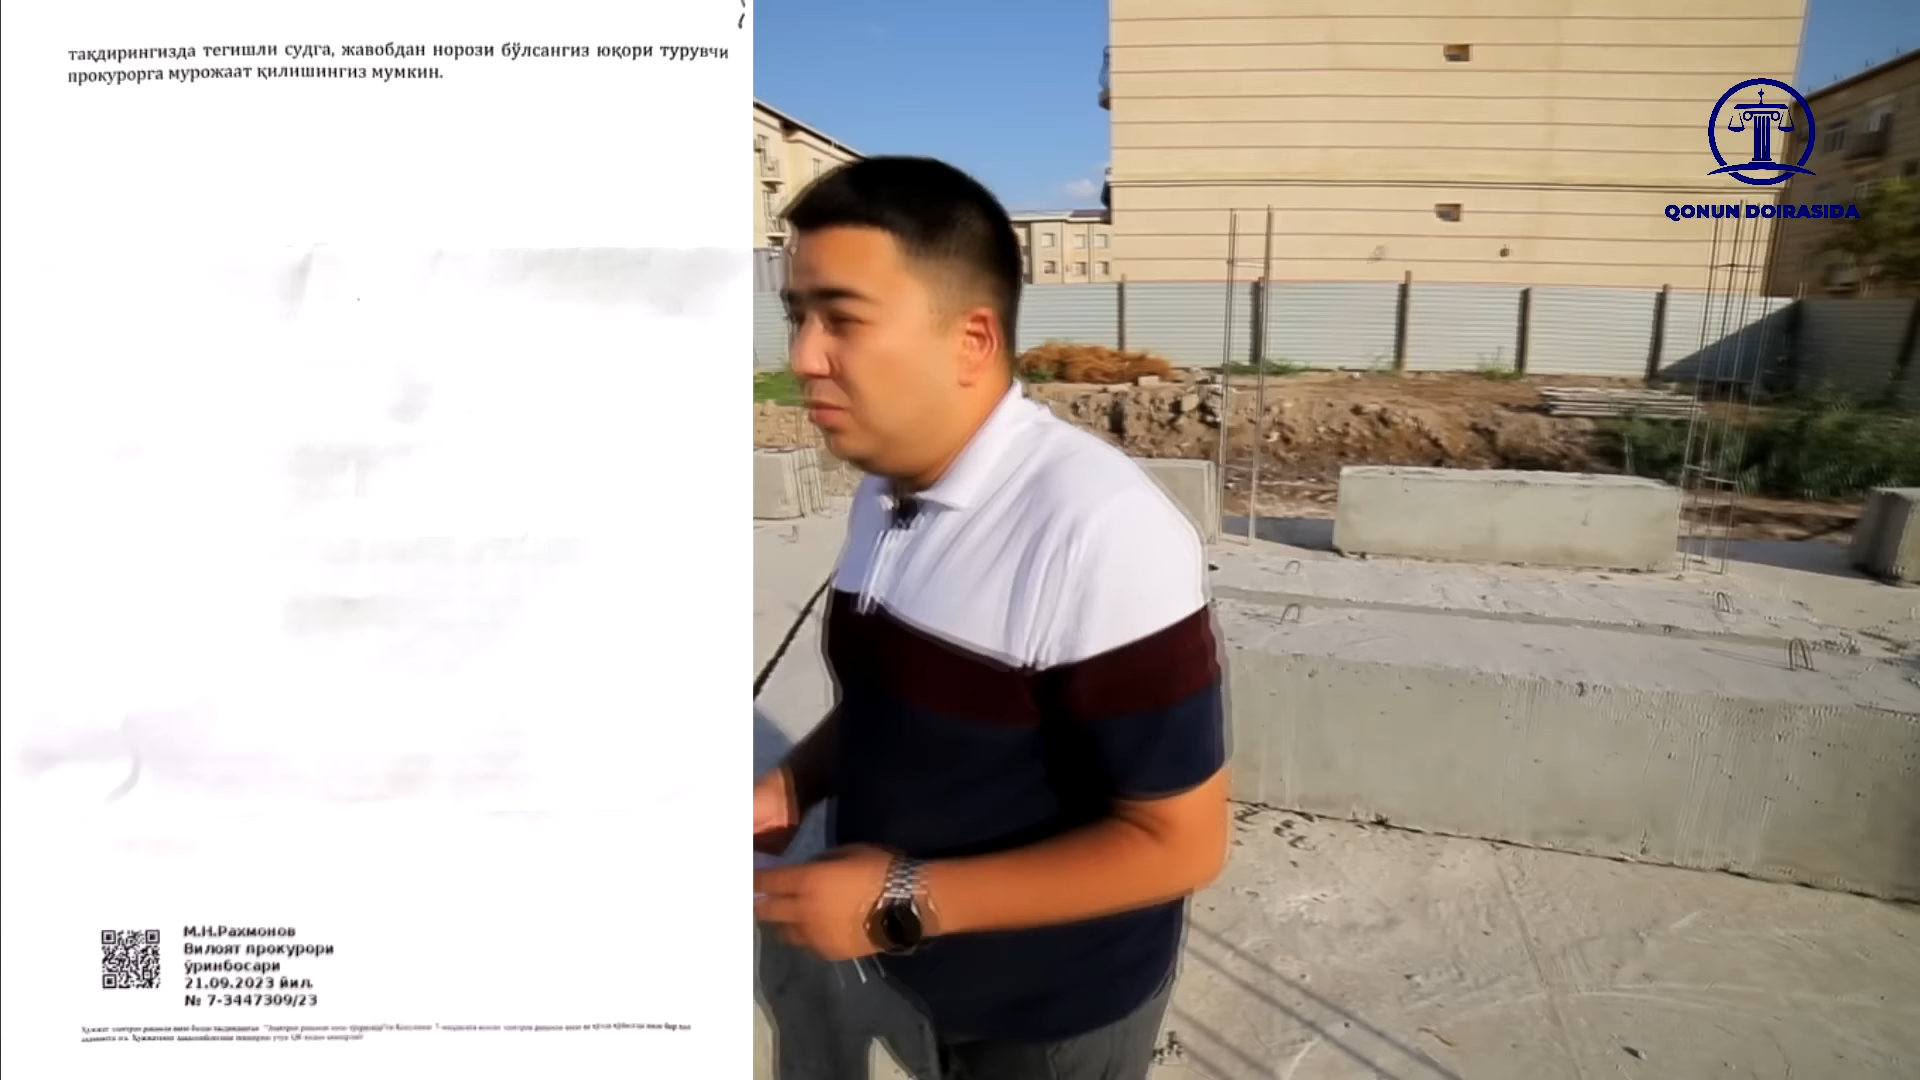 тақдирингизда тегишли судга, жавобдан норози бўлсангиз юқори турувчи
прокурорга мурожаат қилишингиз мумкин.
QONUN DOIRASIDA
М.Н.Рахмонов
Вилоят прокурори
ўринбосари
21.09.2023 йил
№ 7-3447309/23